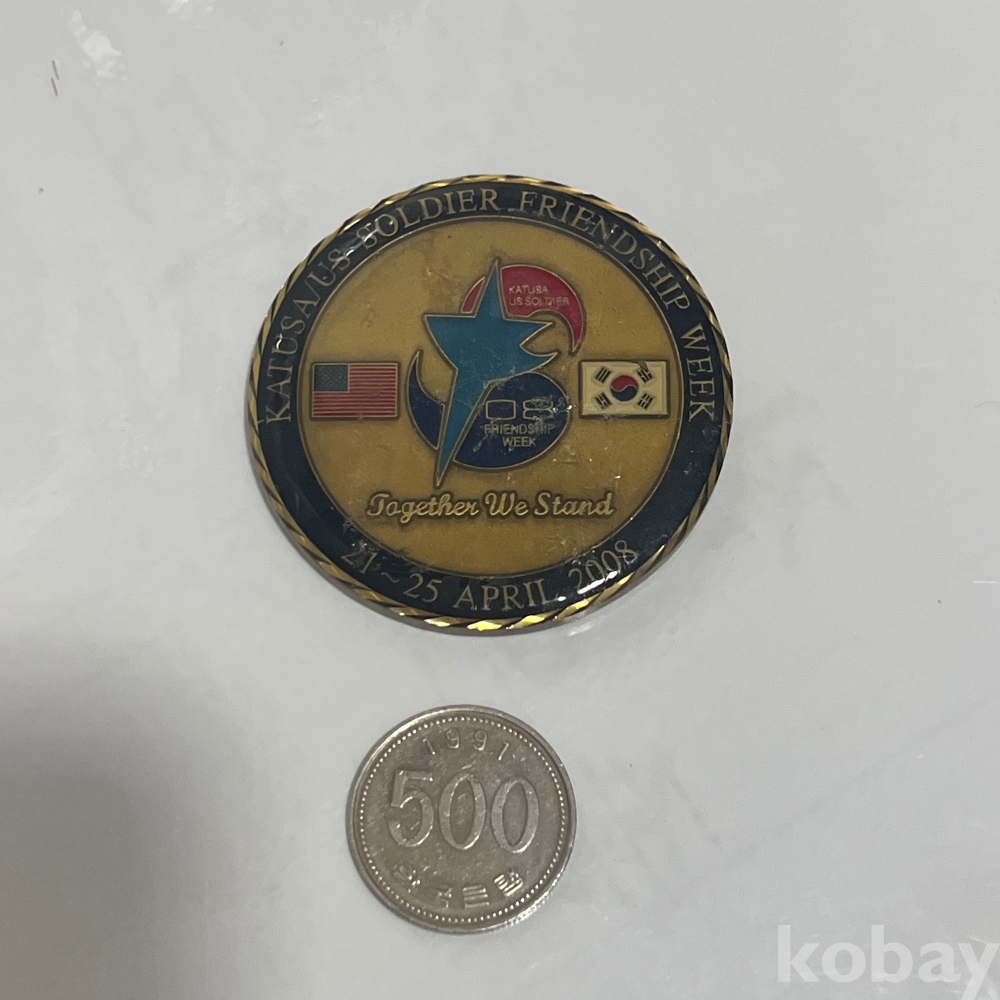 KATUSA/US SOLDIER FRIENDSHIP WEEK
KATUSA
US SOLDIER
08
FRIENDSHIP
WEEK
Together We Stand
21~25 APRIL 2008
1991
500
한국은행
kobay